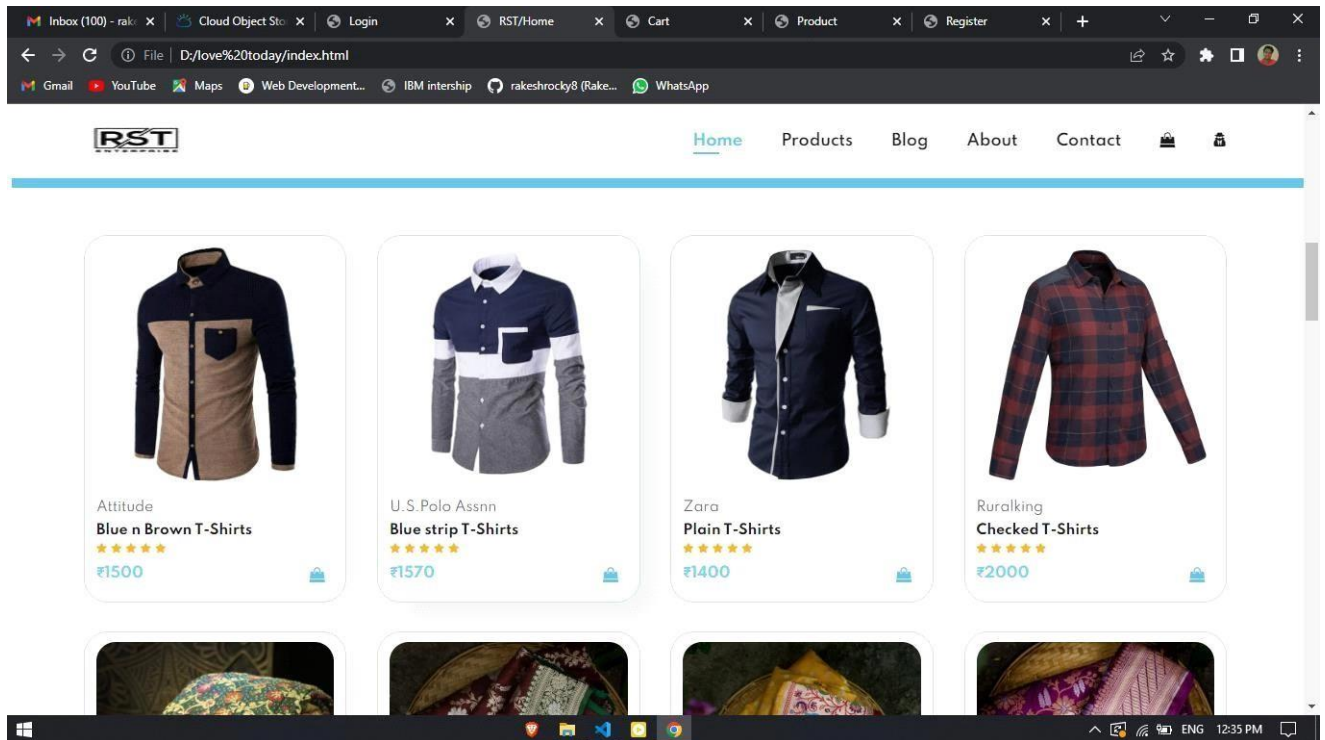 Inbox (100) - rake
Cloud Object Sto
Login
RST/Home
Cart
Product
Register
File D:/love%20today/index.html
Gmail YouTube Maps Web Development... IBM intership rakeshrocky8 (Rake... WhatsApp
RST
ENTERPRISE
Home Products Blog About Contact
Attitude
Blue n Brown T-Shirts
₹1500
U.S.Polo Assnn
Blue strip T-Shirts
₹1570
Zara
Plain T-Shirts
₹1400
Ruralking
Checked T-Shirts
₹2000
ENG 12:35 PM